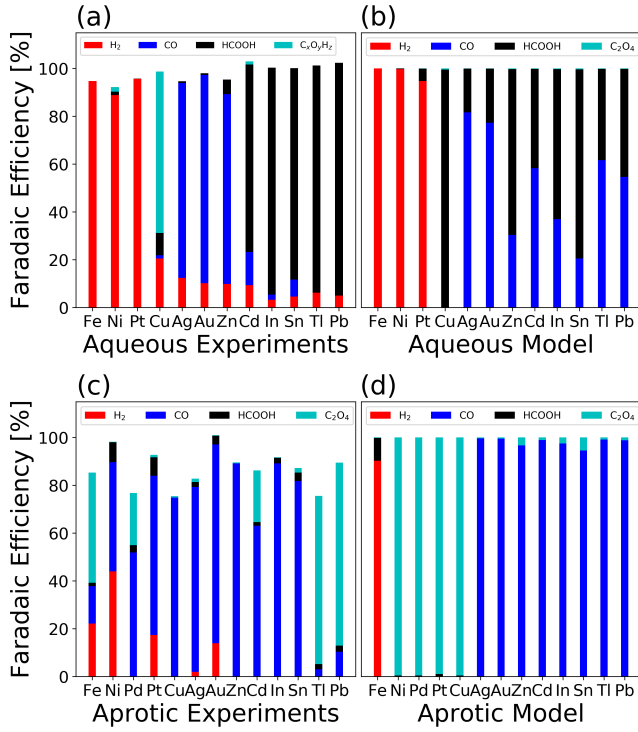 (a)
(b)
H₂ CO HCOOH CₓOᵧH_z
H₂ CO HCOOH C₂O₄
Faradaic Efficiency [%]
100
80
60
40
20
0
Fe Ni Pt Cu Ag Au Zn Cd In Sn Tl Pb
Fe Ni Pt Cu Ag Au Zn Cd In Sn Tl Pb
Aqueous Experiments
Aqueous Model
(c)
(d)
H₂ CO HCOOH C₂O₄
H₂ CO HCOOH C₂O₄
Faradaic Efficiency [%]
100
80
60
40
20
0
Fe Ni Pd Pt Cu Ag Au Zn Cd In Sn Tl Pb
Fe Ni Pd Pt Cu Ag Au Zn Cd In Sn Tl Pb
Aprotic Experiments
Aprotic Model